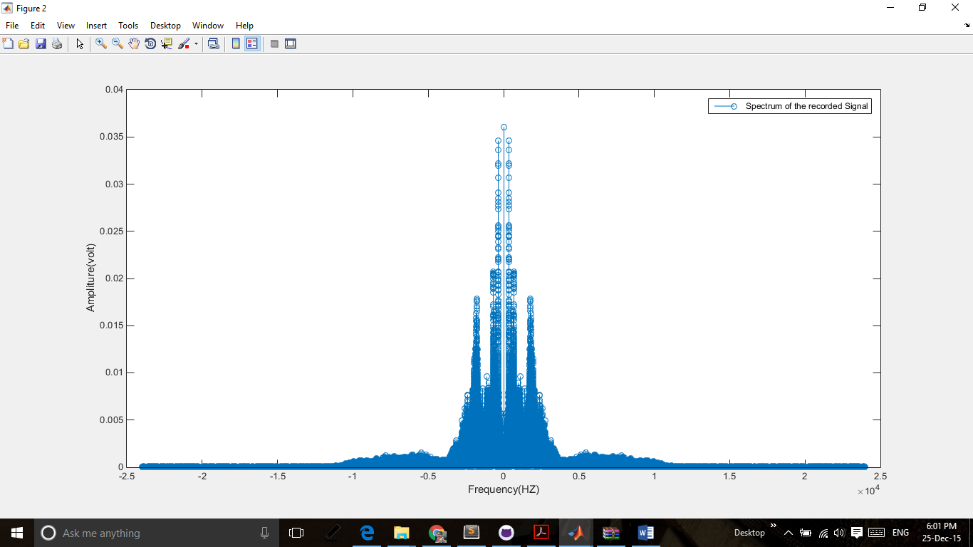 Figure 2
File Edit View Insert Tools Desktop Window Help
0.04
0.035
0.03
0.025
0.02
0.015
0.01
0.005
0
Ampliture(volt)
Spectrum of the recorded Signal
-2.5 -2 -1.5 -1 -0.5 0 0.5 1 1.5 2 2.5
×10⁴
Frequency(HZ)
Ask me anything
Desktop
ENG
6:01 PM
25-Dec-15